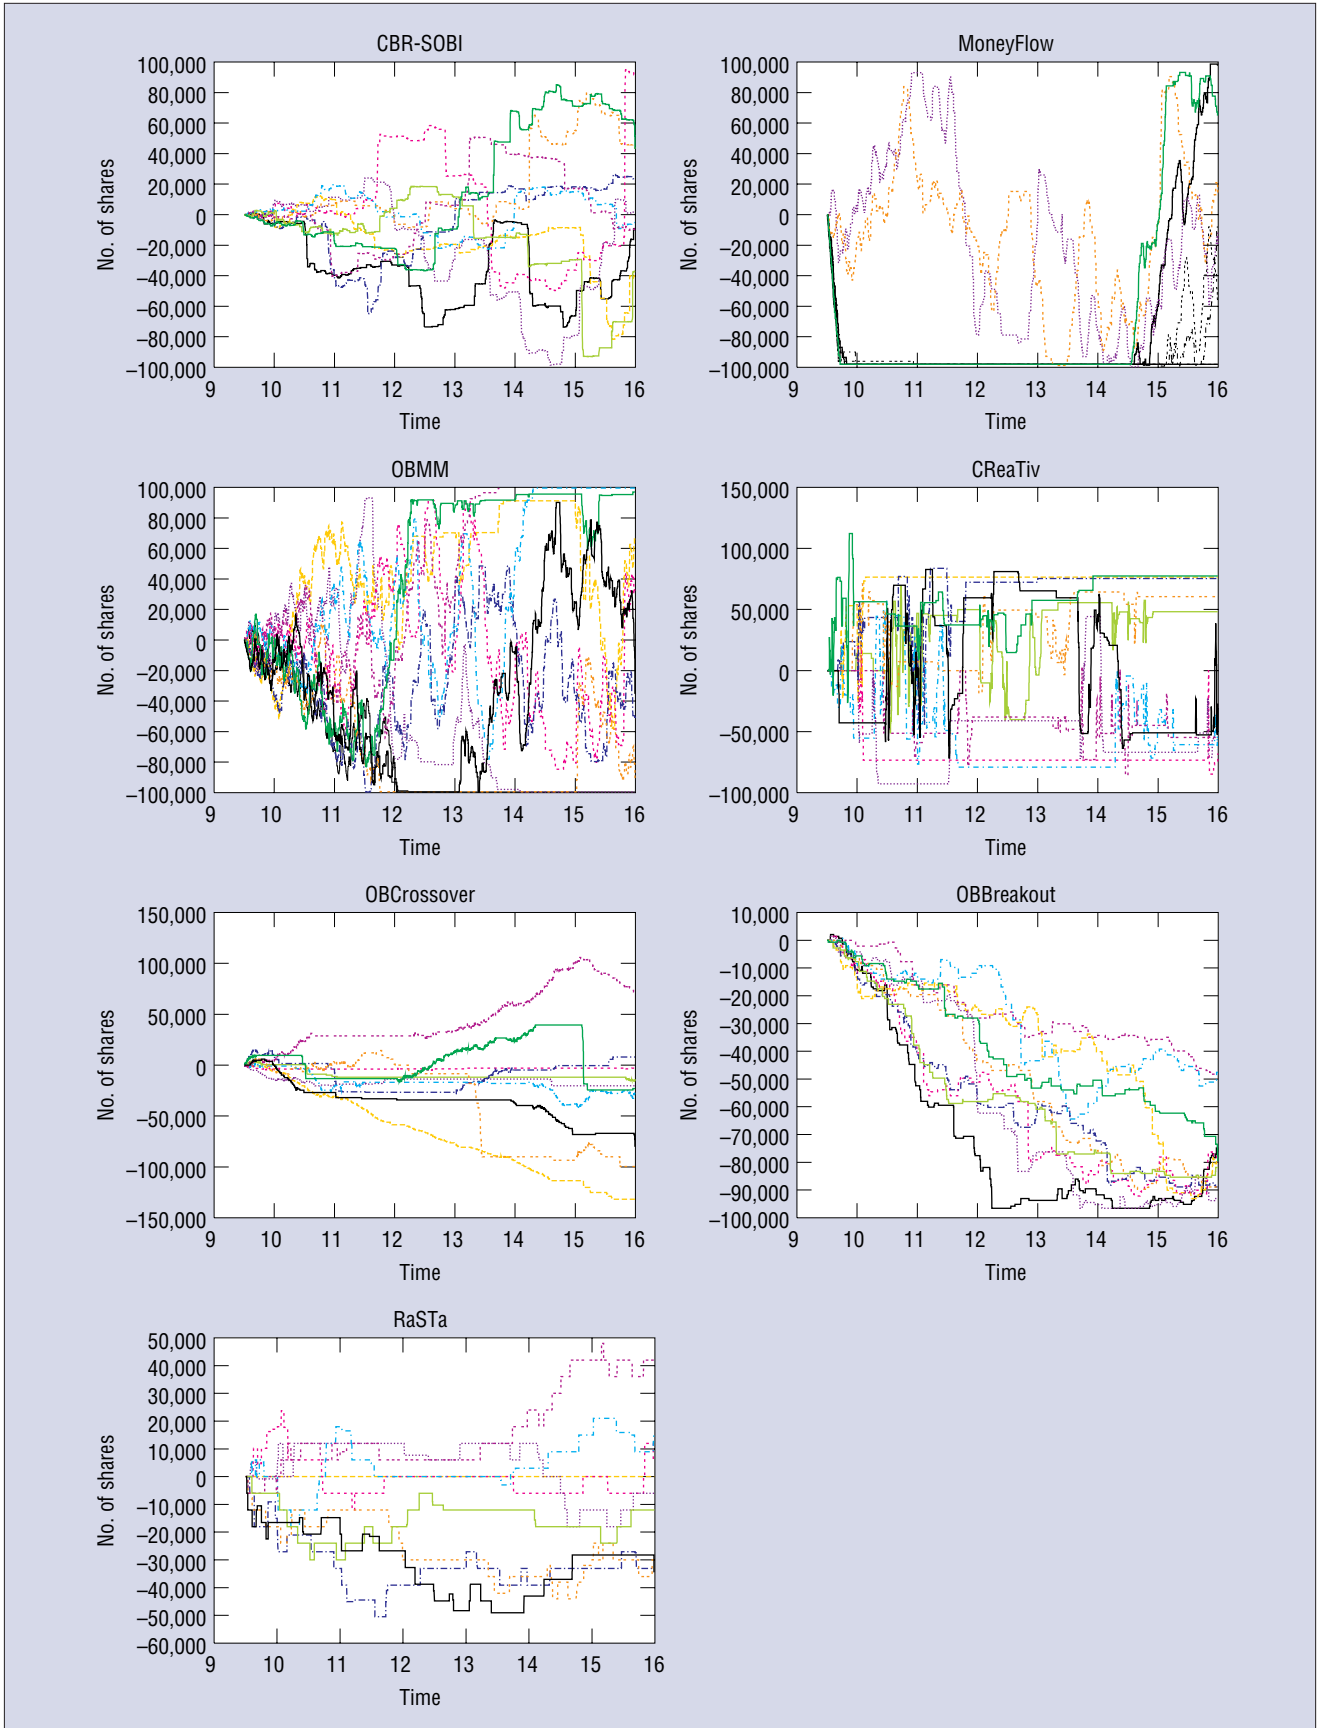 CBR-SOBI
100,000
80,000
60,000
40,000
20,000
0
–20,000
–40,000
–60,000
–80,000
–100,000
No. of shares
9 10 11 12 13 14 15 16
Time
MoneyFlow
100,000
80,000
60,000
40,000
20,000
0
–20,000
–40,000
–60,000
–80,000
–100,000
No. of shares
9 10 11 12 13 14 15 16
Time
OBMM
100,000
80,000
60,000
40,000
20,000
0
–20,000
–40,000
–60,000
–80,000
–100,000
No. of shares
9 10 11 12 13 14 15 16
Time
CReaTiv
150,000
100,000
50,000
0
–50,000
–100,000
No. of shares
9 10 11 12 13 14 15 16
Time
OBCrossover
150,000
100,000
50,000
0
–50,000
–100,000
–150,000
No. of shares
9 10 11 12 13 14 15 16
Time
OBBreakout
10,000
0
–10,000
–20,000
–30,000
–40,000
–50,000
–60,000
–70,000
–80,000
–90,000
–100,000
No. of shares
9 10 11 12 13 14 15 16
Time
RaSTa
50,000
40,000
30,000
20,000
10,000
0
–10,000
–20,000
–30,000
–40,000
–50,000
–60,000
No. of shares
9 10 11 12 13 14 15 16
Time